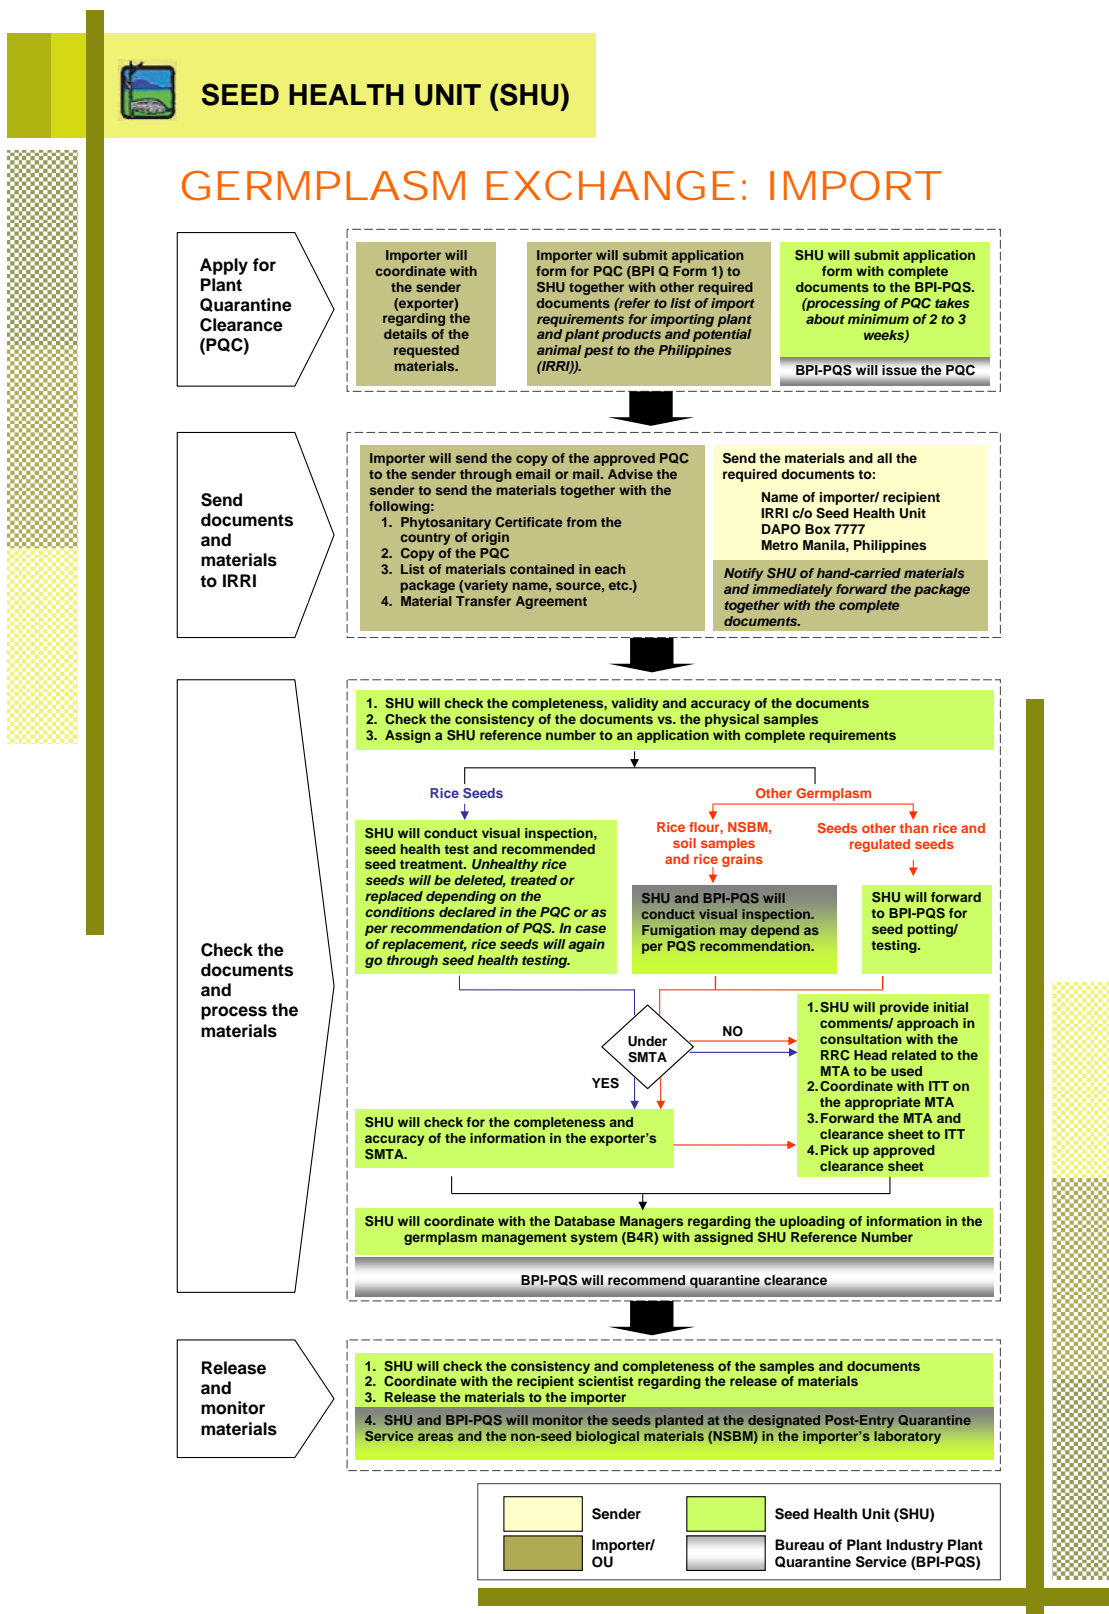 SEED HEALTH UNIT (SHU)
GERMPLASM EXCHANGE: IMPORT
Apply for
Plant
Quarantine
Clearance
(PQC)
Importer will
coordinate with
the sender
(exporter)
regarding the
details of the
requested
materials.
Importer will submit application
form for PQC (BPI Q Form 1) to
SHU together with other required
documents (refer to list of import
requirements for importing plant
and plant products and potential
animal pest to the Philippines
(IRRI)).
SHU will submit application
form with complete
documents to the BPI-PQS.
(processing of PQC takes
about minimum of 2 to 3
weeks)
BPI-PQS will issue the PQC
Send
documents
and
materials
to IRRI
Importer will send the copy of the approved PQC
to the sender through email or mail. Advise the
sender to send the materials together with the
following:
1. Phytosanitary Certificate from the
country of origin
2. Copy of the PQC
3. List of materials contained in each
package (variety name, source, etc.)
4. Material Transfer Agreement
Send the materials and all the
required documents to:
Name of importer/ recipient
IRRI c/o Seed Health Unit
DAPO Box 7777
Metro Manila, Philippines
Notify SHU of hand-carried materials
and immediately forward the package
together with the complete
documents.
Check the
documents
and
process the
materials
1. SHU will check the completeness, validity and accuracy of the documents
2. Check the consistency of the documents vs. the physical samples
3. Assign a SHU reference number to an application with complete requirements
Rice Seeds
Other Germplasm
Rice flour, NSBM,
soil samples
and rice grains
Seeds other than rice and
regulated seeds
SHU will conduct visual inspection,
seed health test and recommended
seed treatment. Unhealthy rice
seeds will be deleted, treated or
replaced depending on the
conditions declared in the PQC or as
per recommendation of PQS. In case
of replacement, rice seeds will again
go through seed health testing.
SHU and BPI-PQS will
conduct visual inspection.
Fumigation may depend as
per PQS recommendation.
SHU will forward
to BPI-PQS for
seed potting/
testing.
Under
SMTA
NO
YES
1. SHU will provide initial
comments/ approach in
consultation with the
RRC Head related to the
MTA to be used
2. Coordinate with ITT on
the appropriate MTA
3. Forward the MTA and
clearance sheet to ITT
4. Pick up approved
clearance sheet
SHU will check for the completeness and
accuracy of the information in the exporter's
SMTA.
SHU will coordinate with the Database Managers regarding the uploading of information in the
germplasm management system (B4R) with assigned SHU Reference Number
BPI-PQS will recommend quarantine clearance
Release
and
monitor
materials
1. SHU will check the consistency and completeness of the samples and documents
2. Coordinate with the recipient scientist regarding the release of materials
3. Release the materials to the importer
4. SHU and BPI-PQS will monitor the seeds planted at the designated Post-Entry Quarantine
Service areas and the non-seed biological materials (NSBM) in the importer's laboratory
Sender
Seed Health Unit (SHU)
Importer/
OU
Bureau of Plant Industry Plant
Quarantine Service (BPI-PQS)